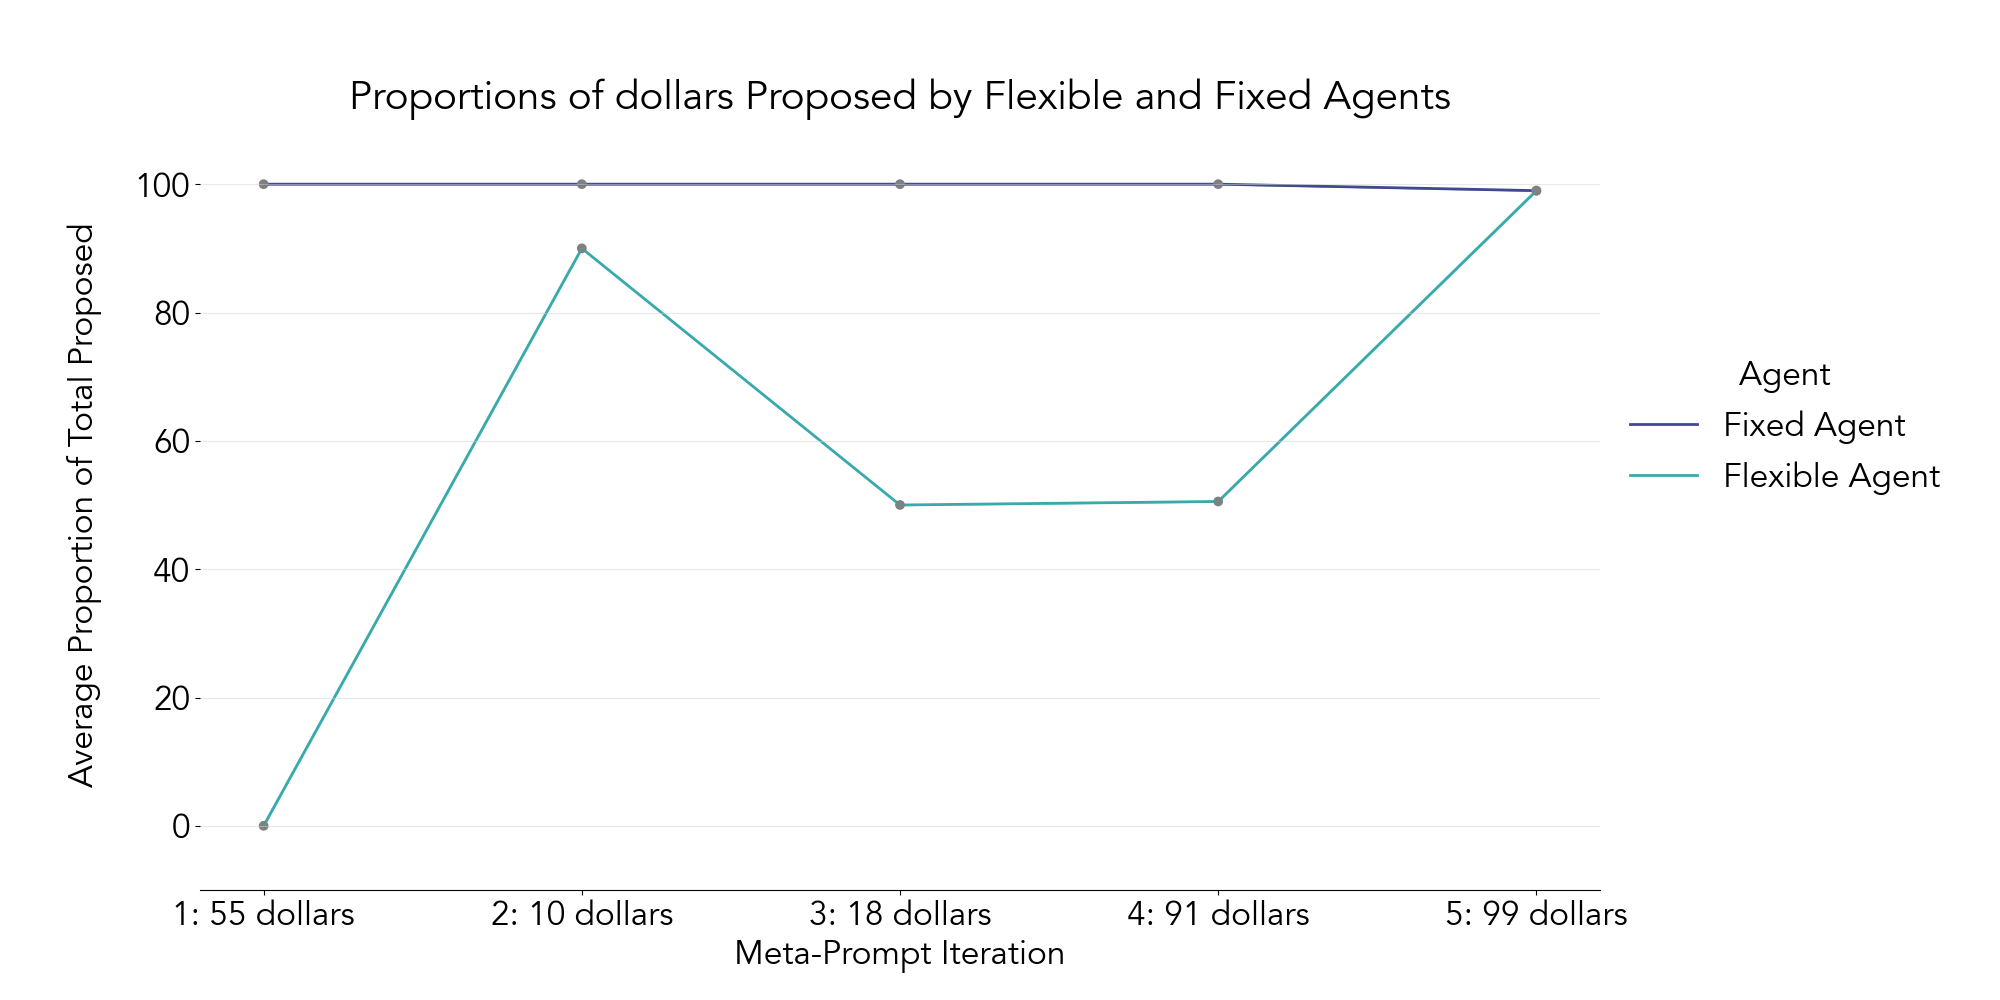 Proportions of dollars Proposed by Flexible and Fixed Agents
Average Proportion of Total Proposed
100
80
60
40
20
0
1: 55 dollars
2: 10 dollars
3: 18 dollars
4: 91 dollars
5: 99 dollars
Meta-Prompt Iteration
Agent
Fixed Agent
Flexible Agent